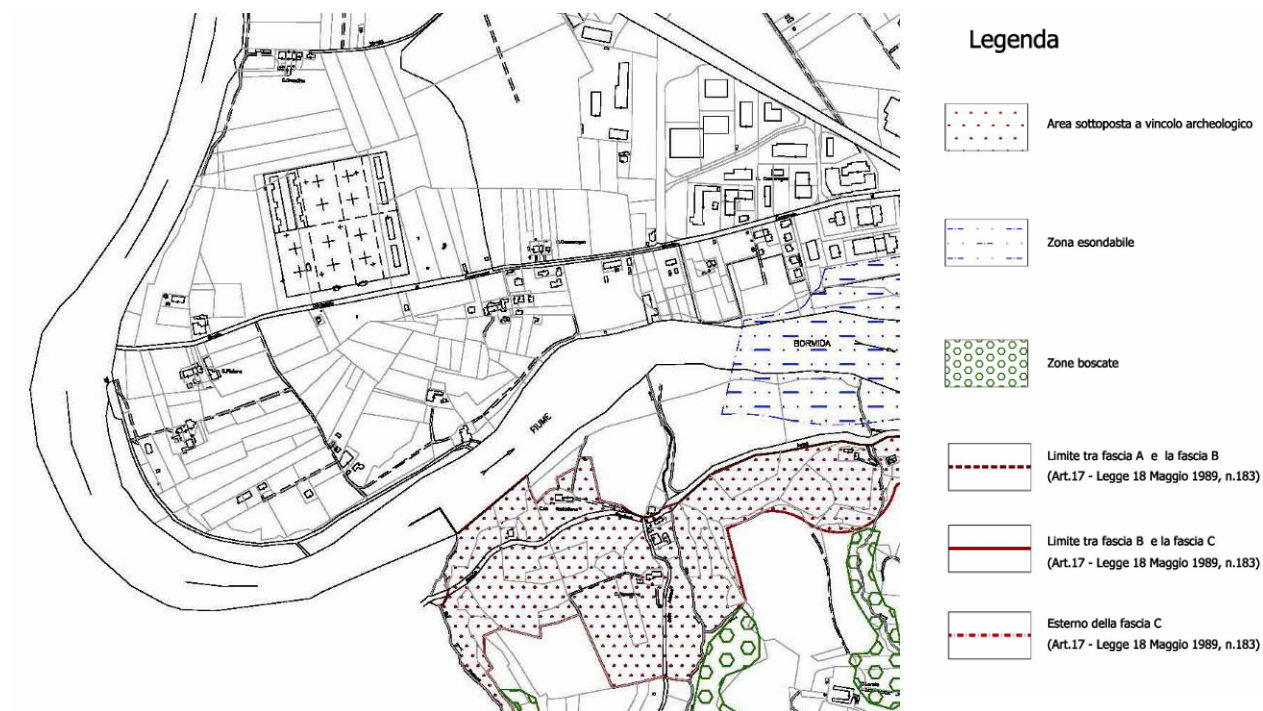 Legenda
Area sottoposta a vincolo archeologico
Zona esondabile
Zone boscate
Limite tra fascia A e la fascia B
(Art.17 - Legge 18 Maggio 1989, n.183)
Limite tra fascia B e la fascia C
(Art.17 - Legge 18 Maggio 1989, n.183)
Esterno della fascia C
(Art.17 - Legge 18 Maggio 1989, n.183)
BORMIDA
FIUME